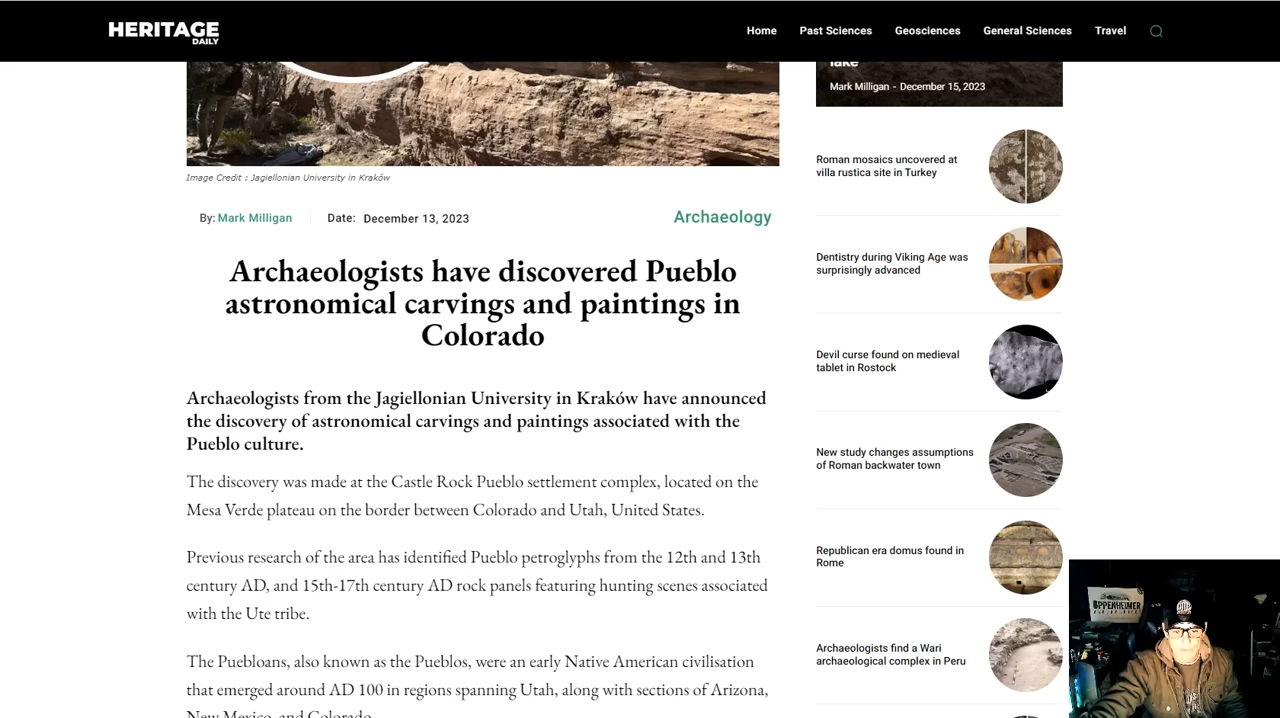 HERITAGE
DAILY
Home
Past Sciences
Geosciences
General Sciences
Travel
Image Credit : Jagiellonian University in Kraków
By: Mark Milligan
Date: December 13, 2023
Archaeology
Archaeologists have discovered Pueblo
astronomical carvings and paintings in
Colorado
Archaeologists from the Jagiellonian University in Kraków have announced
the discovery of astronomical carvings and paintings associated with the
Pueblo culture.
The discovery was made at the Castle Rock Pueblo settlement complex, located on the
Mesa Verde plateau on the border between Colorado and Utah, United States.
Previous research of the area has identified Pueblo petroglyphs from the 12th and 13th
century AD, and 15th-17th century AD rock panels featuring hunting scenes associated
with the Ute tribe.
The Puebloans, also known as the Pueblos, were an early Native American civilisation
that emerged around AD 100 in regions spanning Utah, along with sections of Arizona,
New Mexico, and Colorado.
lake
Mark Milligan - December 15, 2023
Roman mosaics uncovered at
villa rustica site in Turkey
Dentistry during Viking Age was
surprisingly advanced
Devil curse found on medieval
tablet in Rostock
New study changes assumptions
of Roman backwater town
Republican era domus found in
Rome
Archaeologists find a Wari
archaeological complex in Peru
OPPENHEIMER